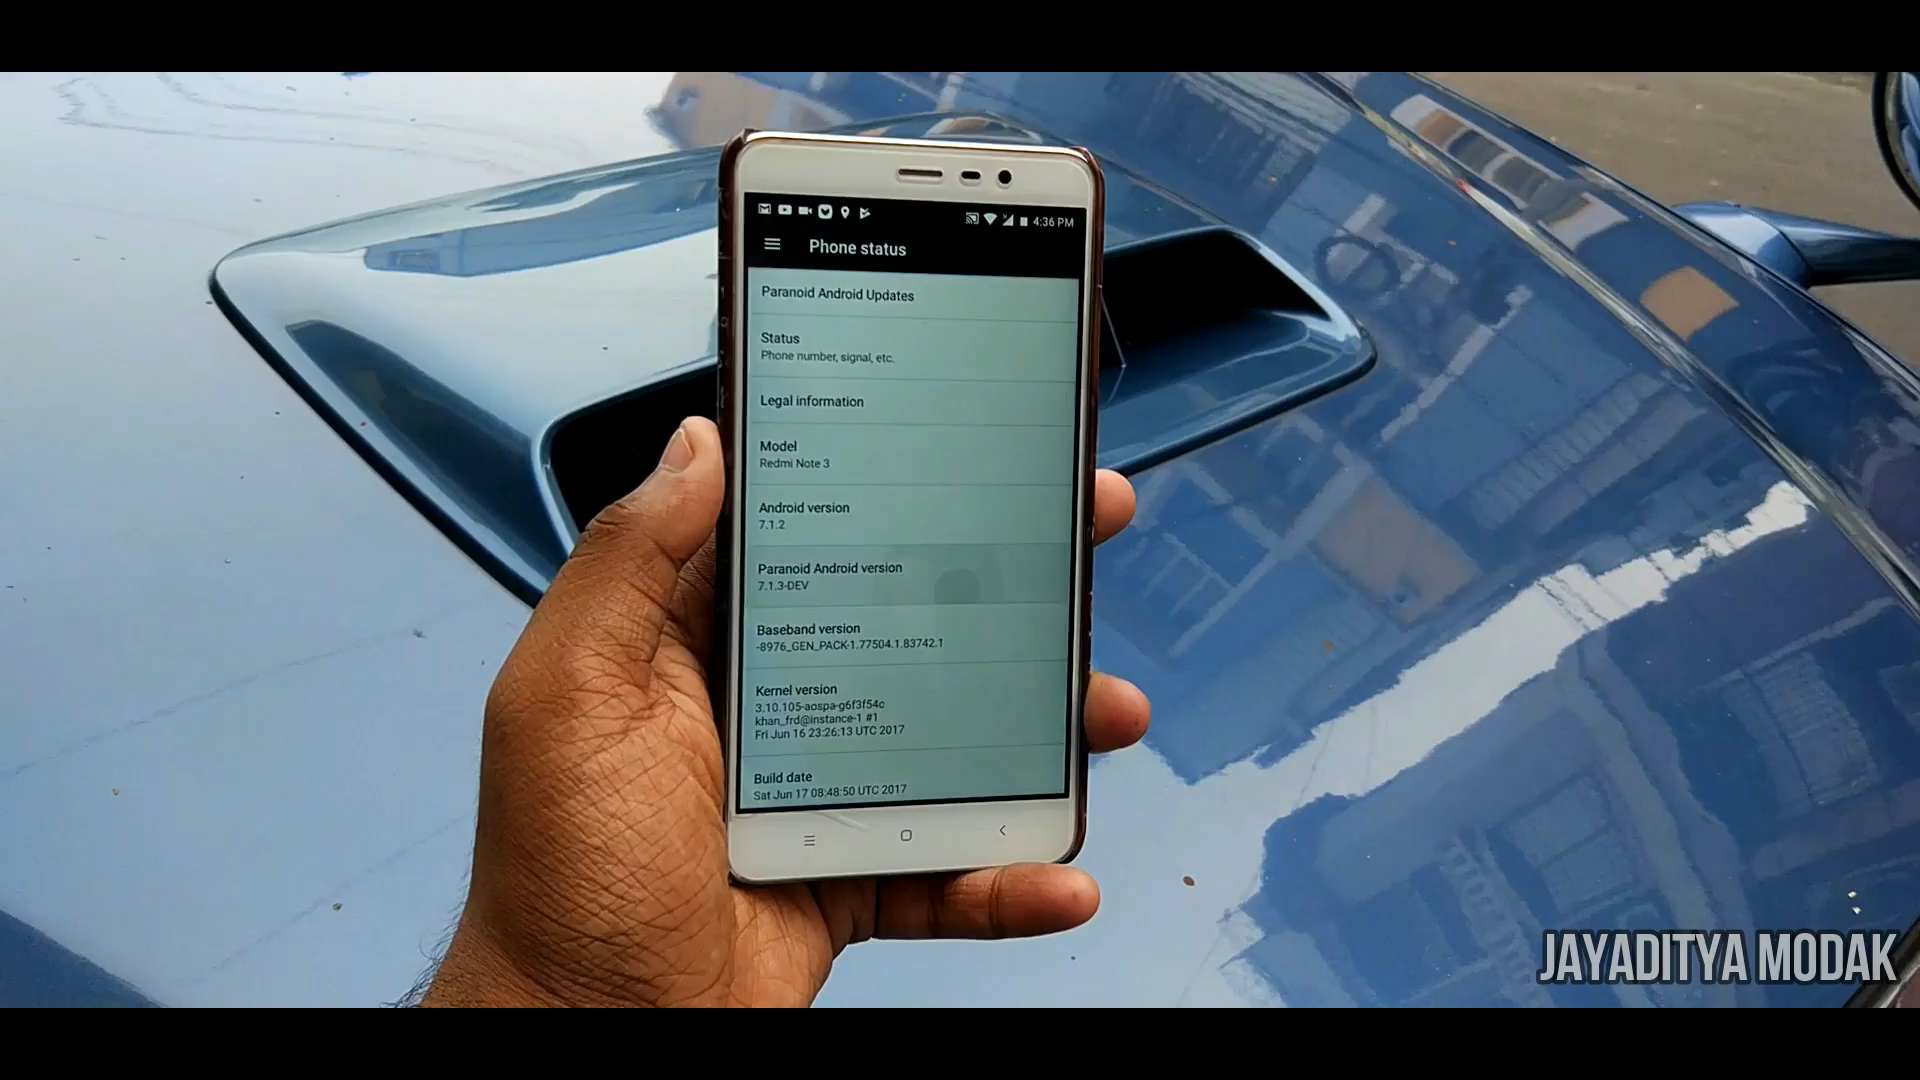 4:36 PM
Phone status
Paranoid Android Updates
Status
Phone number, signal, etc.
Legal information
Model
Redmi Note 3
Android version
7.1.2
Paranoid Android version
7.1.3-DEV
Baseband version
-8976_GEN_PACK-1.77504.1.83742.1
Kernel version
3.10.105-aospa-g6f3f54c
khan_frd@instance-1 #1
Fri Jun 16 23:26:13 UTC 2017
Build date
Sat Jun 17 08:48:50 UTC 2017
JAYADITYA MODAK